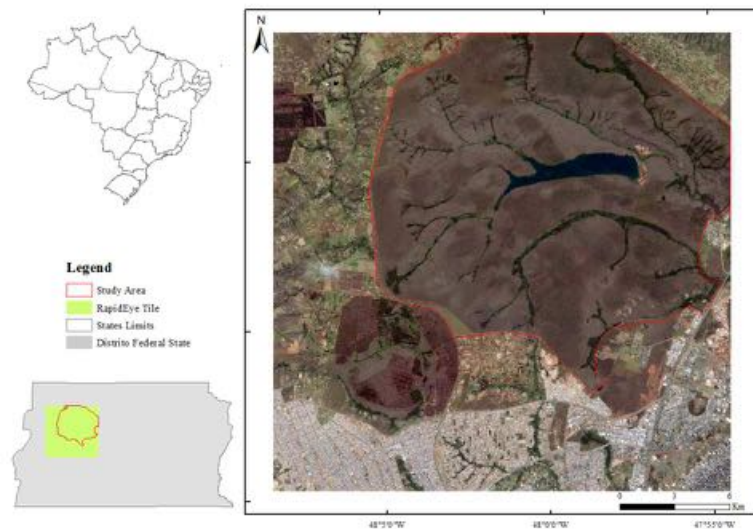 N
Legend
Study Area
RapidEye Tile
States Limits
Distrito Federal State
0 3 6
Km
48°5'0"W 48°0'0"W 47°55'0"W